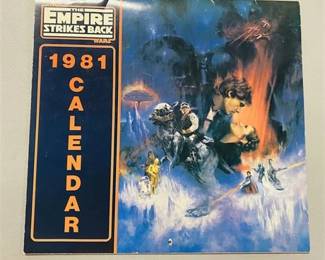 THE
EMPIRE
STRIKES BACK
WARS
1981
CALENDAR